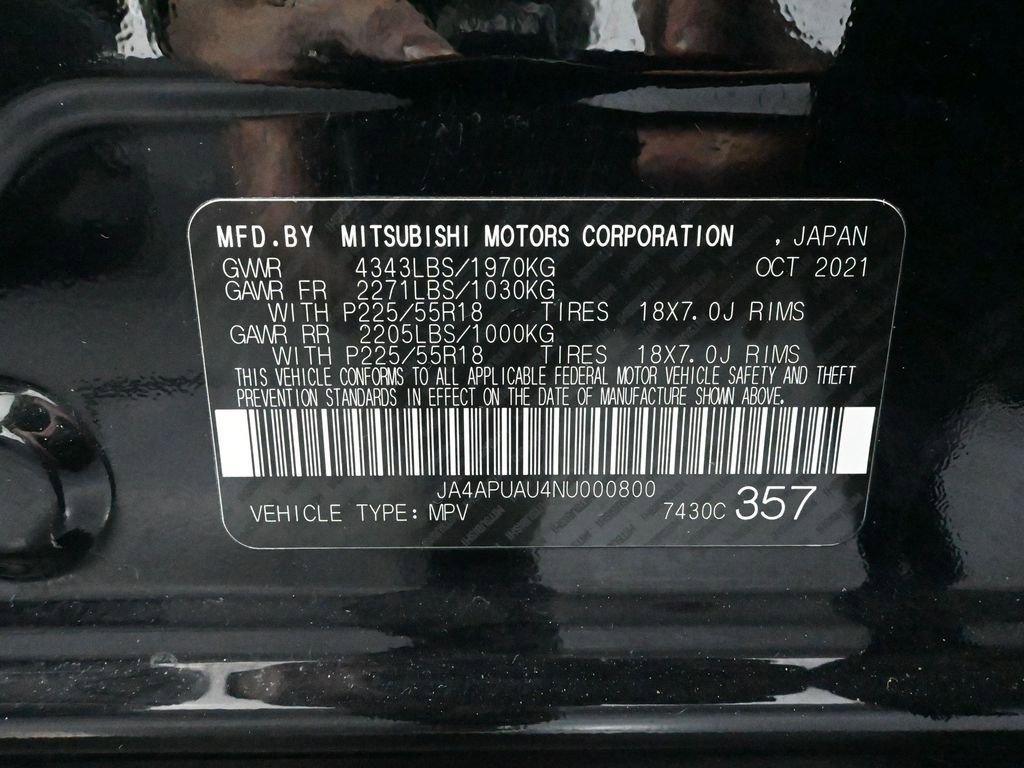 MFD.BY MITSUBISHI MOTORS CORPORATION , JAPAN
GVWR 4343LBS/1970KG OCT 2021
GAWR FR 2271LBS/1030KG
WITH P225/55R18 TIRES 18X7.0J RIMS
GAWR RR 2205LBS/1000KG
WITH P225/55R18 TIRES 18X7.0J RIMS
THIS VEHICLE CONFORMS TO ALL APPLICABLE FEDERAL MOTOR VEHICLE SAFETY AND THEFT
PREVENTION STANDARDS IN EFFECT ON THE DATE OF MANUFACTURE SHOWN ABOVE.
JA4APUAU4NU000800
VEHICLE TYPE: MPV 7430C 357